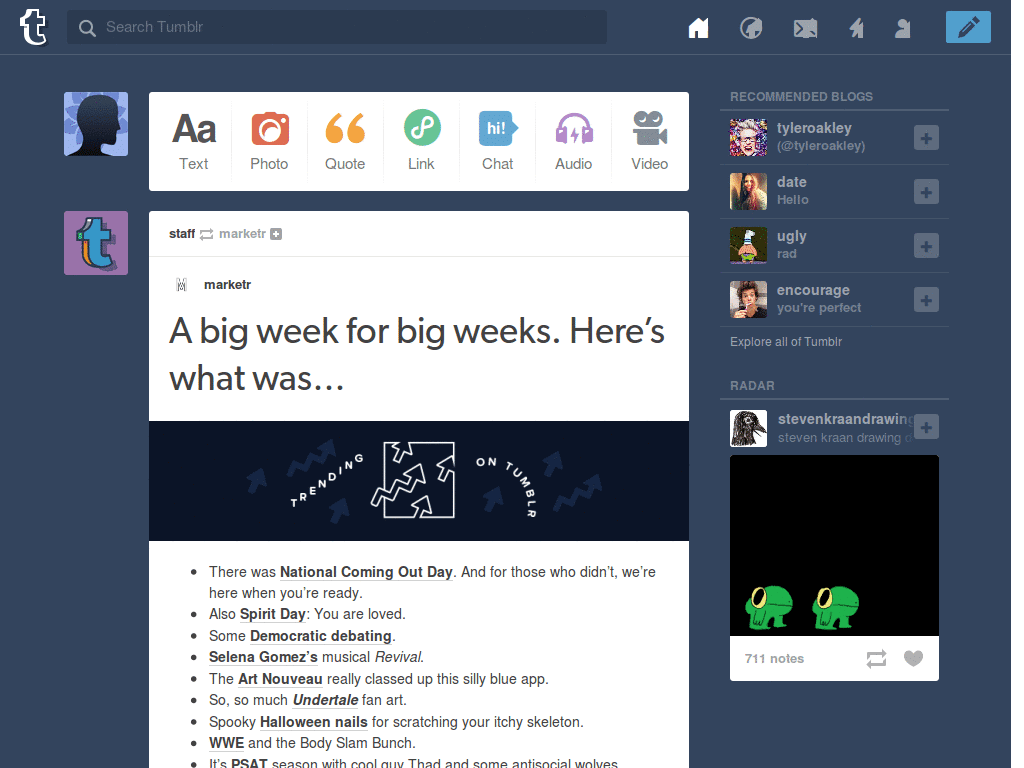 Search Tumblr
Aa
hi!
Text Photo Quote Link Chat Audio Video
staff marketr
marketr
A big week for big weeks. Here’s
what was…
TRENDING ON TUMBLR
There was National Coming Out Day. And for those who didn’t, we’re
here when you’re ready.
Also Spirit Day: You are loved.
Some Democratic debating.
Selena Gomez’s musical Revival.
The Art Nouveau really classed up this silly blue app.
So, so much Undertale fan art.
Spooky Halloween nails for scratching your itchy skeleton.
WWE and the Body Slam Bunch.
It’s PSAT season with cool guy Thad and some antisocial wolves.
RECOMMENDED BLOGS
tyleroakley
(@tyleroakley)
date
Hello
ugly
rad
encourage
you’re perfect
Explore all of Tumblr
RADAR
stevenkraandrawing
steven kraan drawing d
711 notes